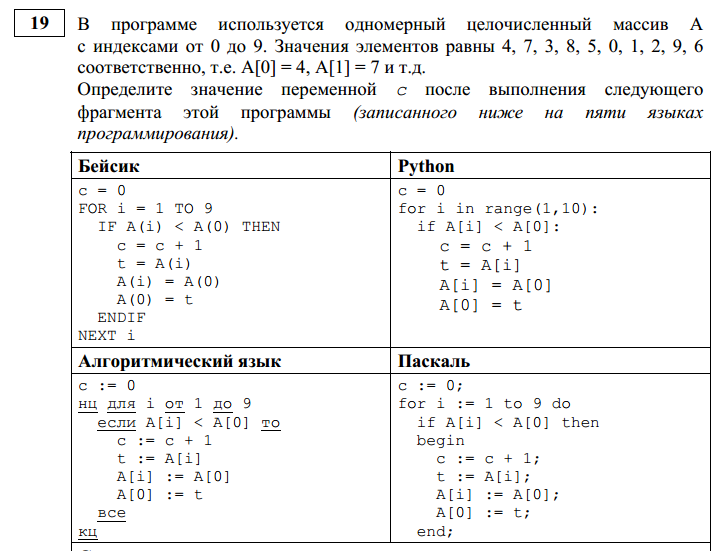 19
В программе используется одномерный целочисленный массив A
с индексами от 0 до 9. Значения элементов равны 4, 7, 3, 8, 5, 0, 1, 2, 9, 6
соответственно, т.е. A[0] = 4, A[1] = 7 и т.д.
Определите значение переменной c после выполнения следующего
фрагмента этой программы (записанного ниже на пяти языках
программирования).
Бейсик
c = 0
FOR i = 1 TO 9
IF A(i) < A(0) THEN
c = c + 1
t = A(i)
A(i) = A(0)
A(0) = t
ENDIF
NEXT i
Python
c = 0
for i in range(1,10):
if A[i] < A[0]:
c = c + 1
t = A[i]
A[i] = A[0]
A[0] = t
Алгоритмический язык
c := 0
нц для i от 1 до 9
если A[i] < A[0] то
c := c + 1
t := A[i]
A[i] := A[0]
A[0] := t
все
кц
Паскаль
c := 0;
for i := 1 to 9 do
if A[i] < A[0] then
begin
c := c + 1;
t := A[i];
A[i] := A[0];
A[0] := t;
end;